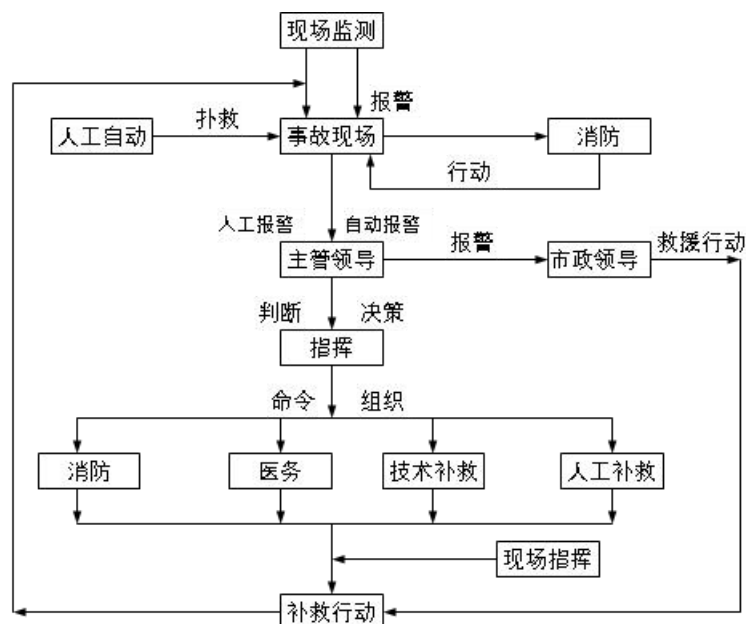 现场监测
报警
人工自动
扑救
事故现场
消防
行动
人工报警
自动报警
主管领导
报警
市政领导
救援行动
判断
决策
指挥
命令
组织
消防
医务
技术补救
人工补救
现场指挥
补救行动